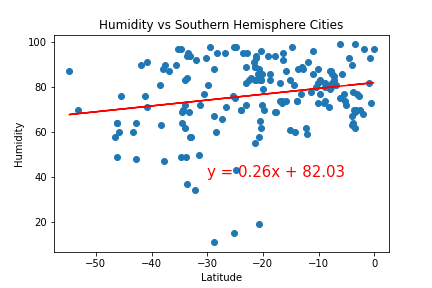 Humidity vs Southern Hemisphere Cities
100
80
60
40
20
Humidity
y = 0.26x + 82.03
−50 −40 −30 −20 −10 0
Latitude